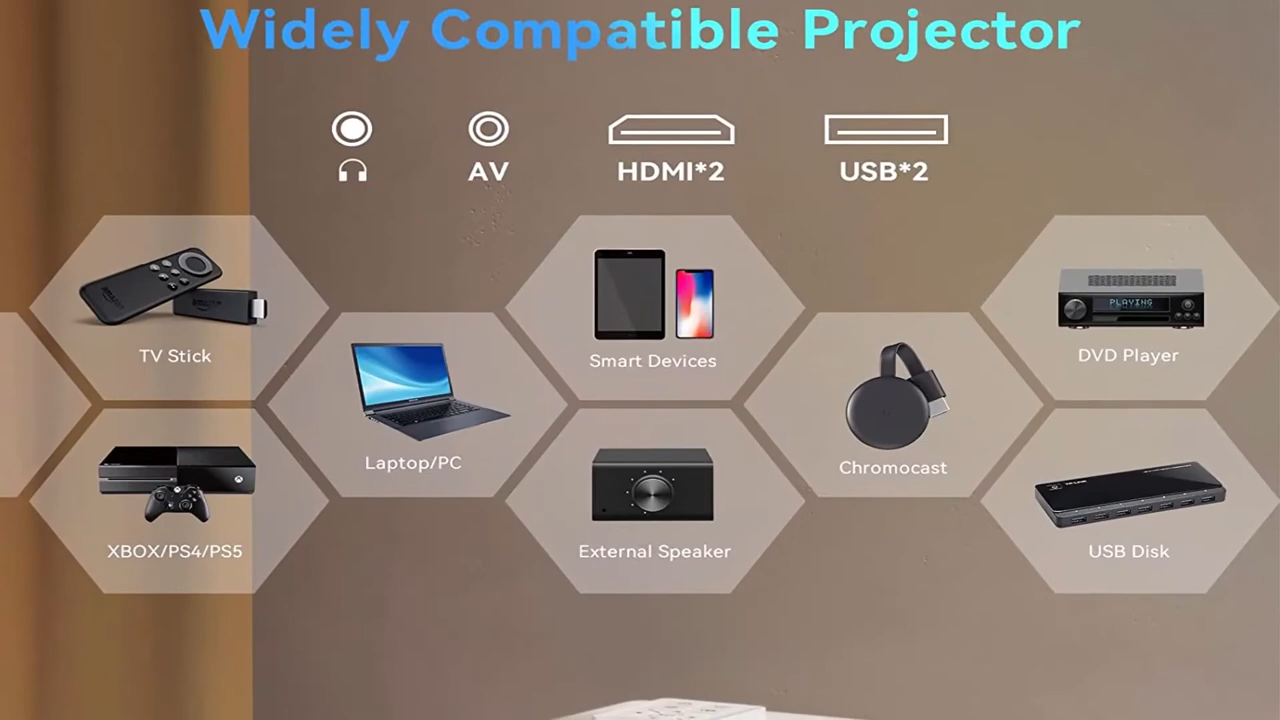 Widely Compatible Projector
AV
HDMI*2
USB*2
TV Stick
Smart Devices
PLAYING
DVD Player
Laptop/PC
Chromocast
XBOX/PS4/PS5
External Speaker
USB Disk